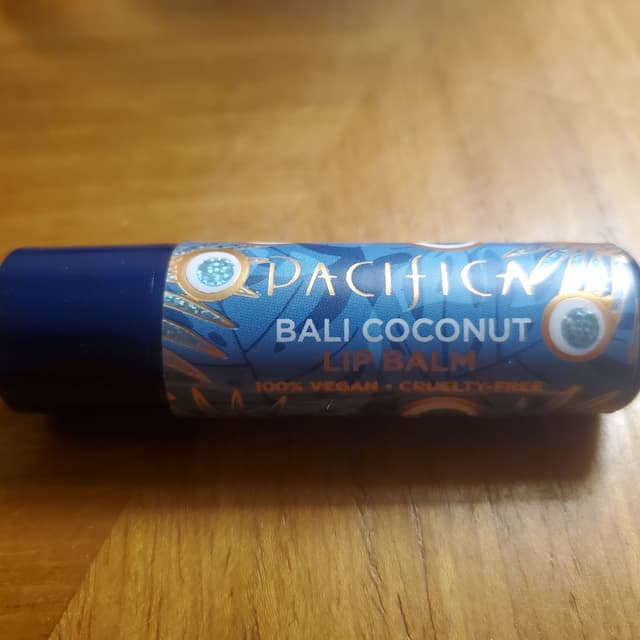 PACIFICA
BALI COCONUT
LIP BALM
100% VEGAN • CRUELTY-FREE